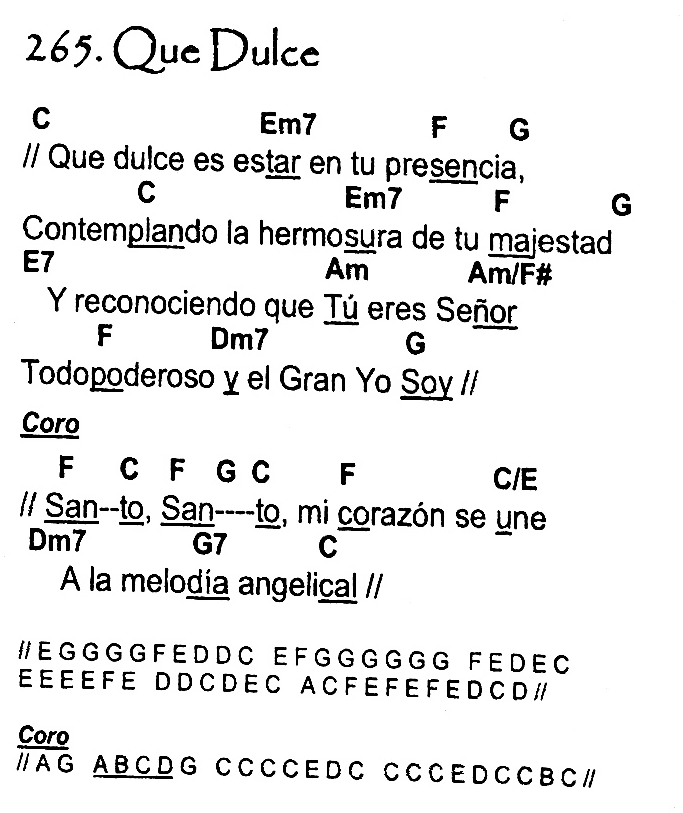 265. Que Dulce
C Em7 F G
// Que dulce es estar en tu presencia,
C Em7 F G
Contemplando la hermosura de tu majestad
E7 Am Am/F#
Y reconociendo que Tú eres Señor
F Dm7 G
Todopoderoso y el Gran Yo Soy //
Coro
F C F G C F C/E
// San--to, San----to, mi corazón se une
Dm7 G7 C
A la melodía angelical //
//E G G G G F E D D C E F G G G G G G F E D E C
E E E E F E D D C D E C A C F E F E F E D C D//
Coro
//A G A B C D G C C C C E D C C C C E D C C B C//